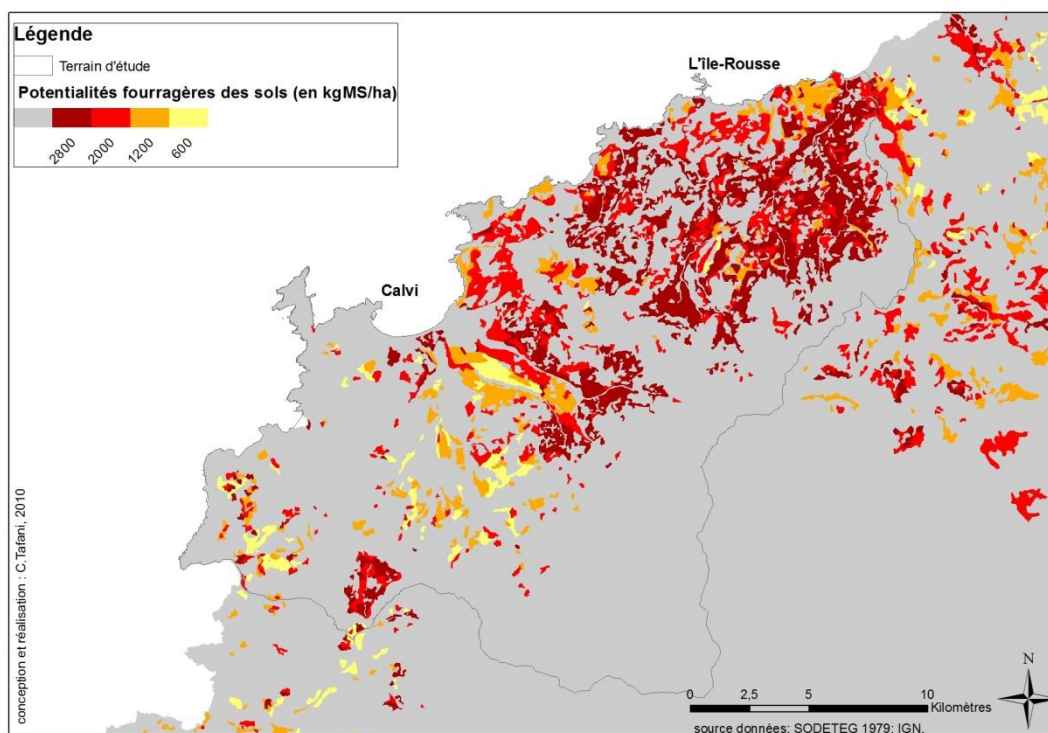 Légende
Terrain d'étude
Potentialités fourragères des sols (en kgMS/ha)
2800
2000
1200
600
L'île-Rousse
Calvi
conception et réalisation : C.Tafani, 2010
N
0 2,5 5 10
Kilomètres
source données: SODETEG 1979; IGN.